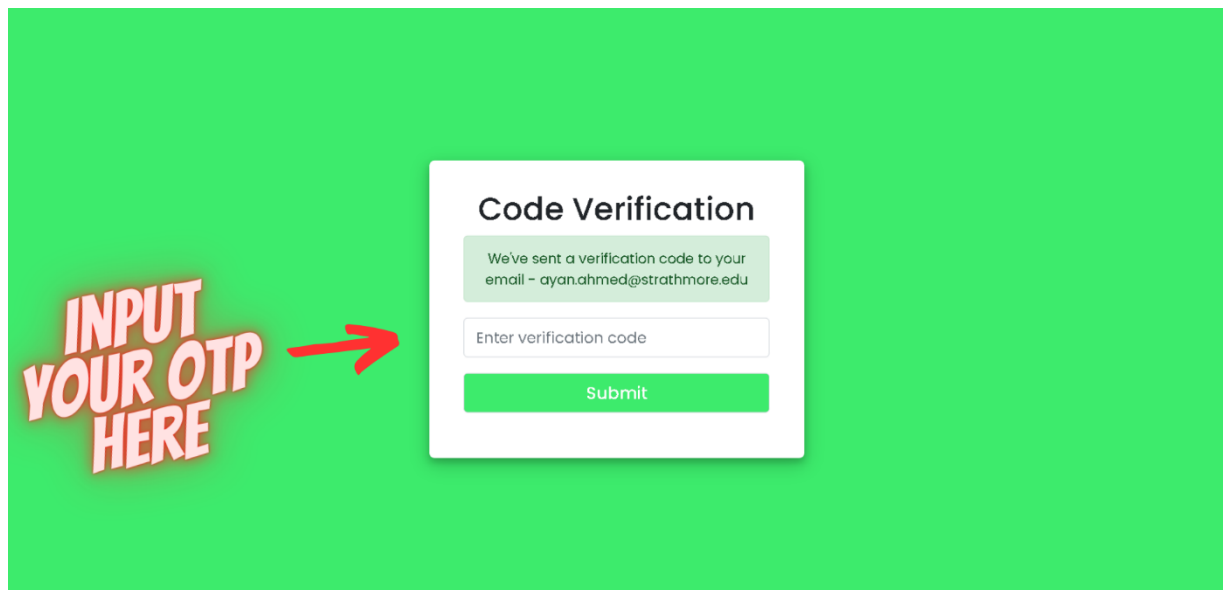 Code Verification
We've sent a verification code to your
email - ayan.ahmed@strathmore.edu
INPUT
YOUR OTP
HERE
Enter verification code
Submit